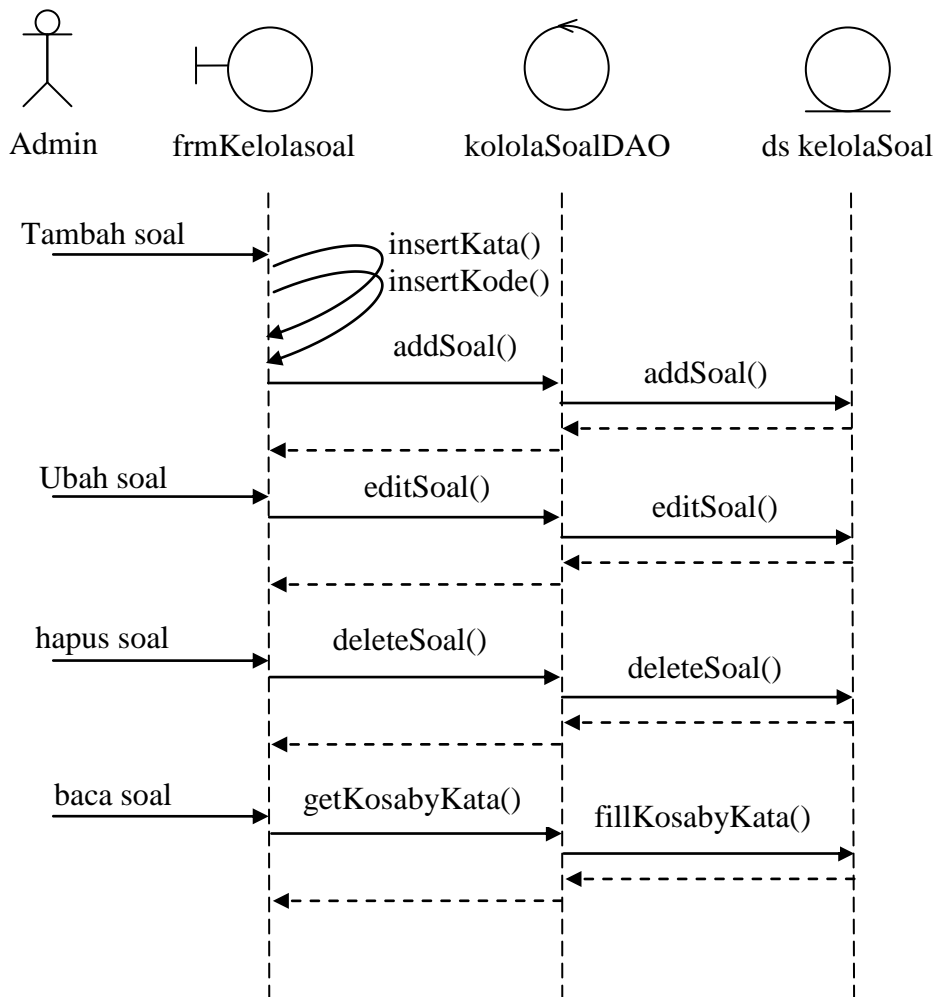 Admin
frmKelolasoal
kololaSoalDAO
ds kelolaSoal
Tambah soal
insertKata()
insertKode()
addSoal()
addSoal()
Ubah soal
editSoal()
editSoal()
hapus soal
deleteSoal()
deleteSoal()
baca soal
getKosabyKata()
fillKosabyKata()